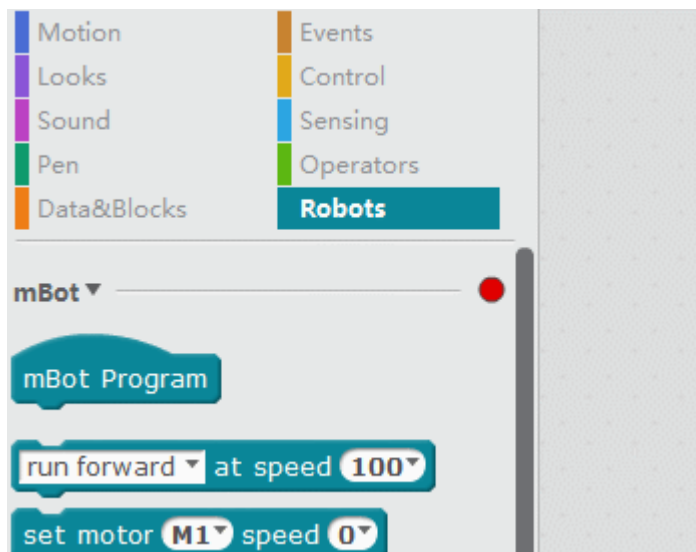 Motion
Events
Looks
Control
Sound
Sensing
Pen
Operators
Data&Blocks
Robots
mBot
mBot Program
run forward at speed 100
set motor M1 speed 0